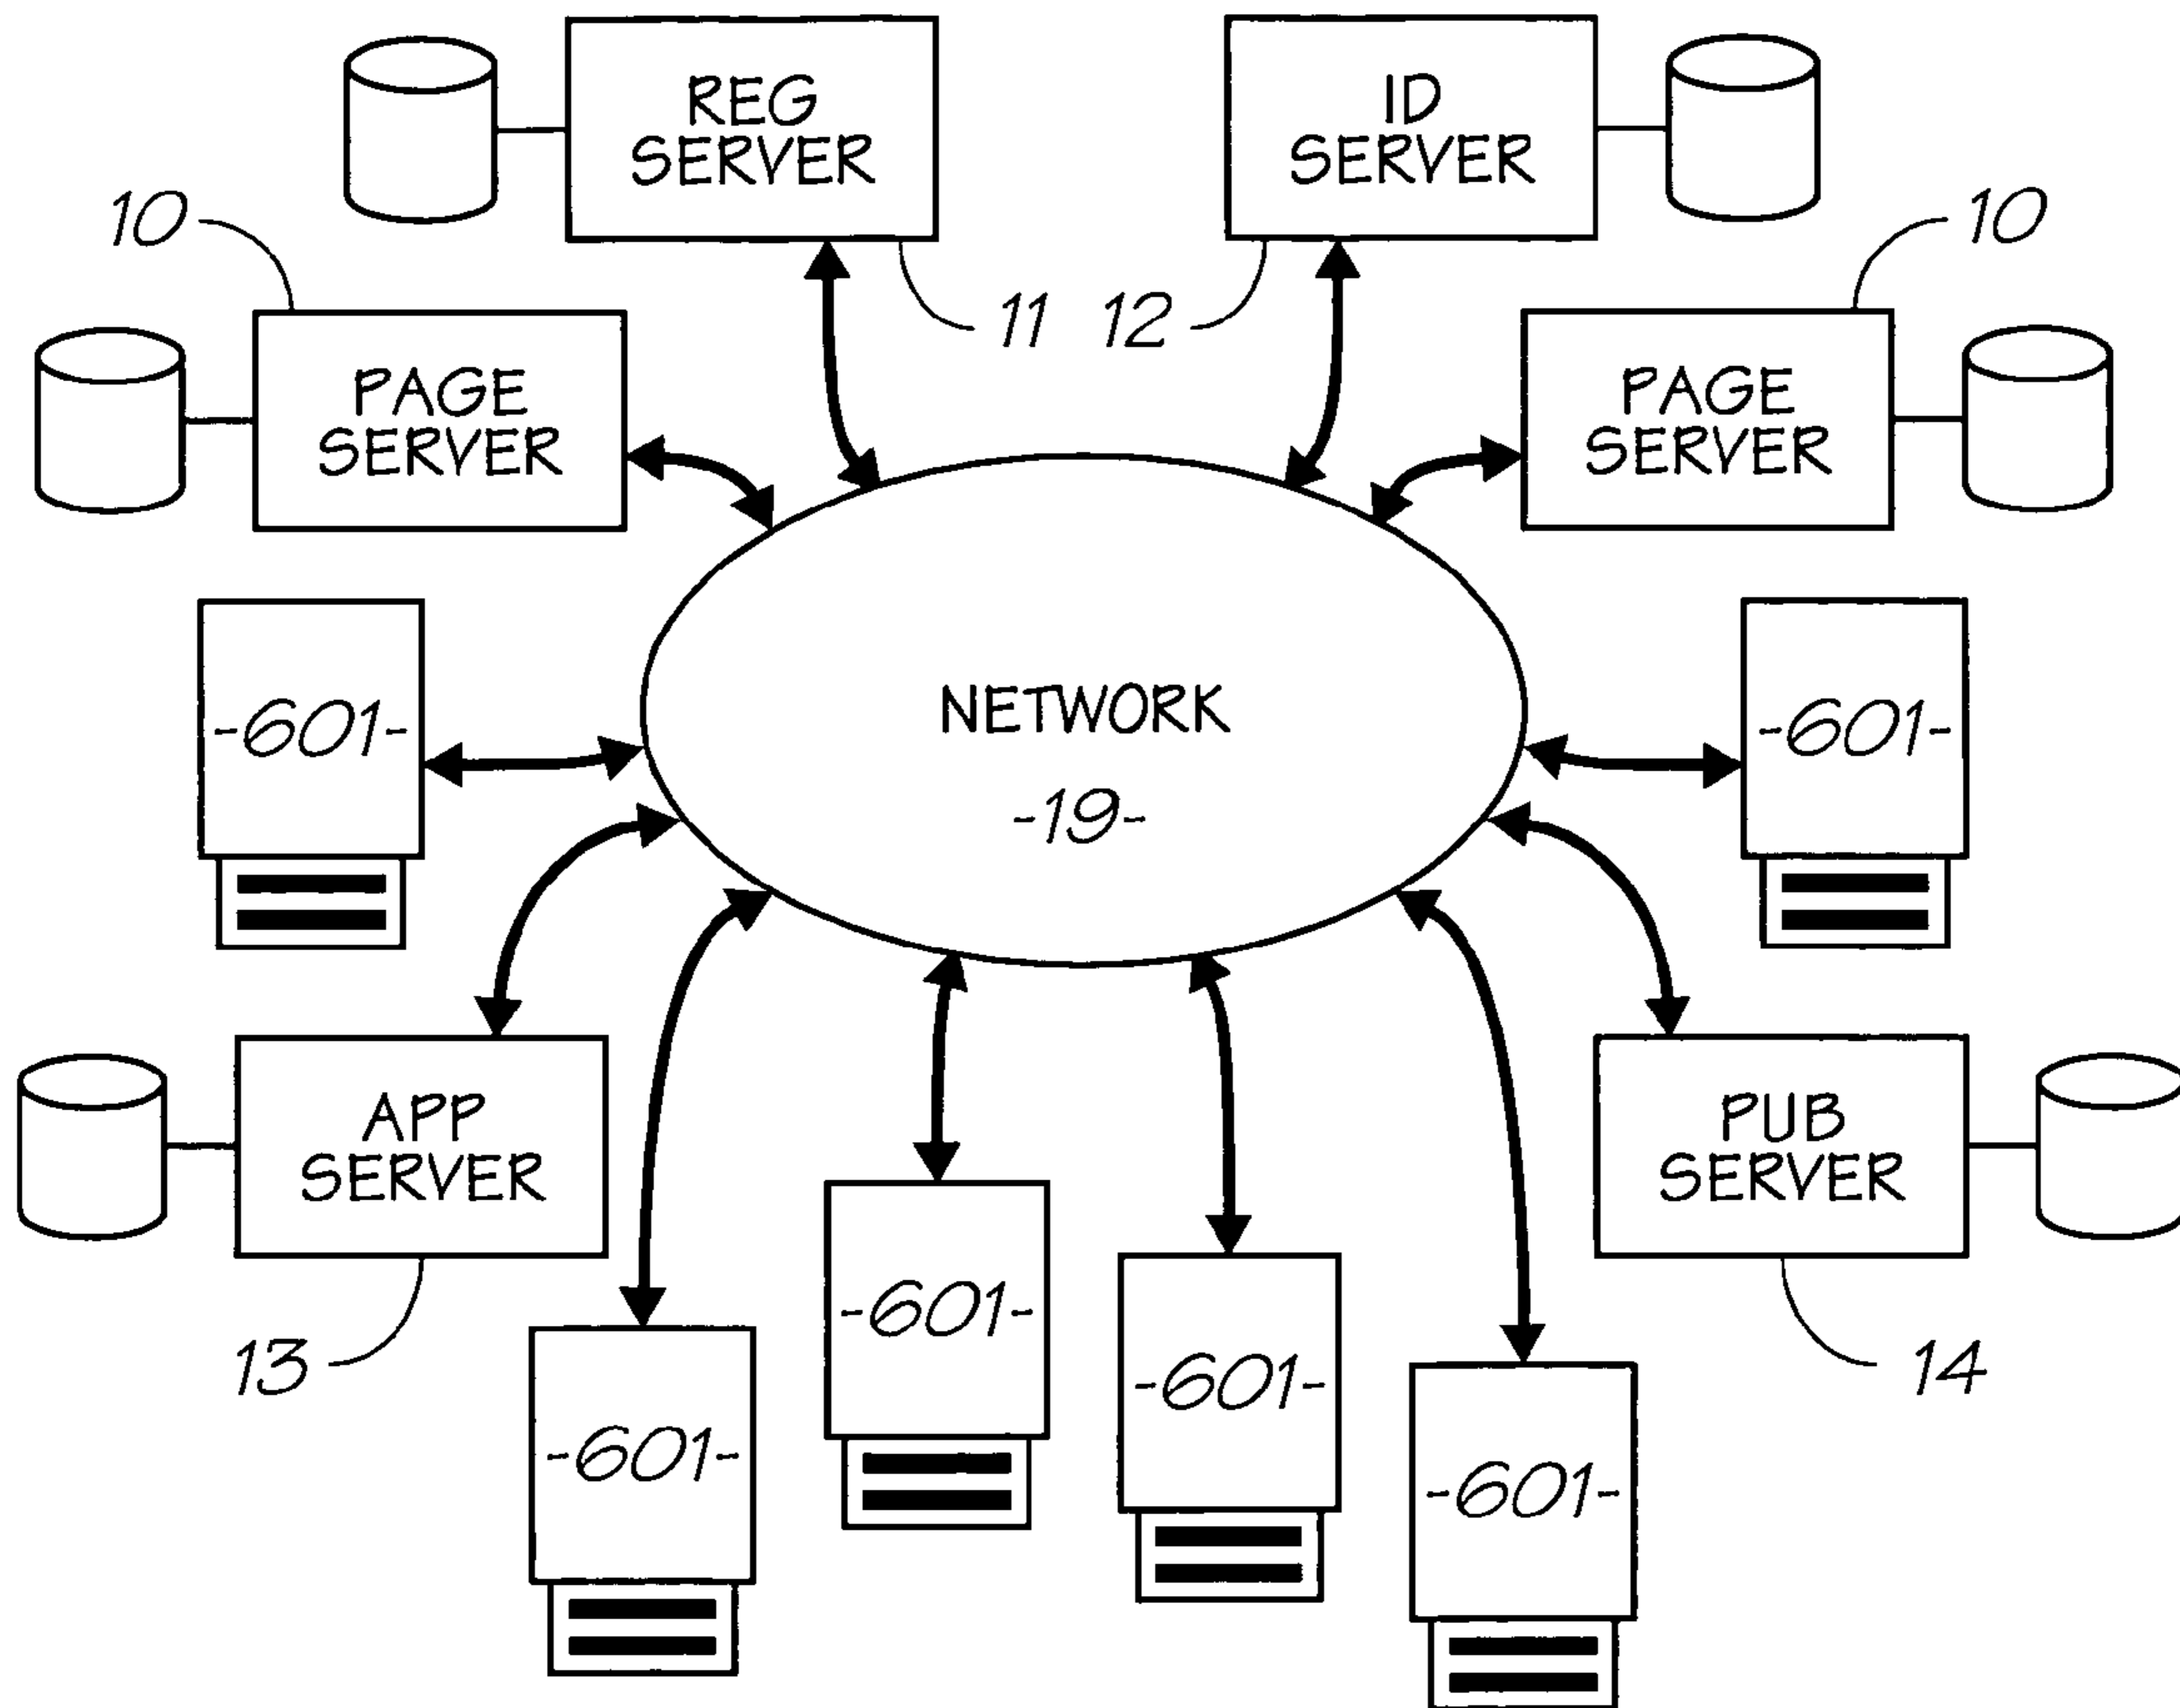 REG
SERVER
ID
SERVER
10
10
11
12
PAGE
SERVER
PAGE
SERVER
-601-
NETWORK
-19-
-601-
APP
SERVER
PUB
SERVER
-601-
-601-
13
14
-601-
-601-